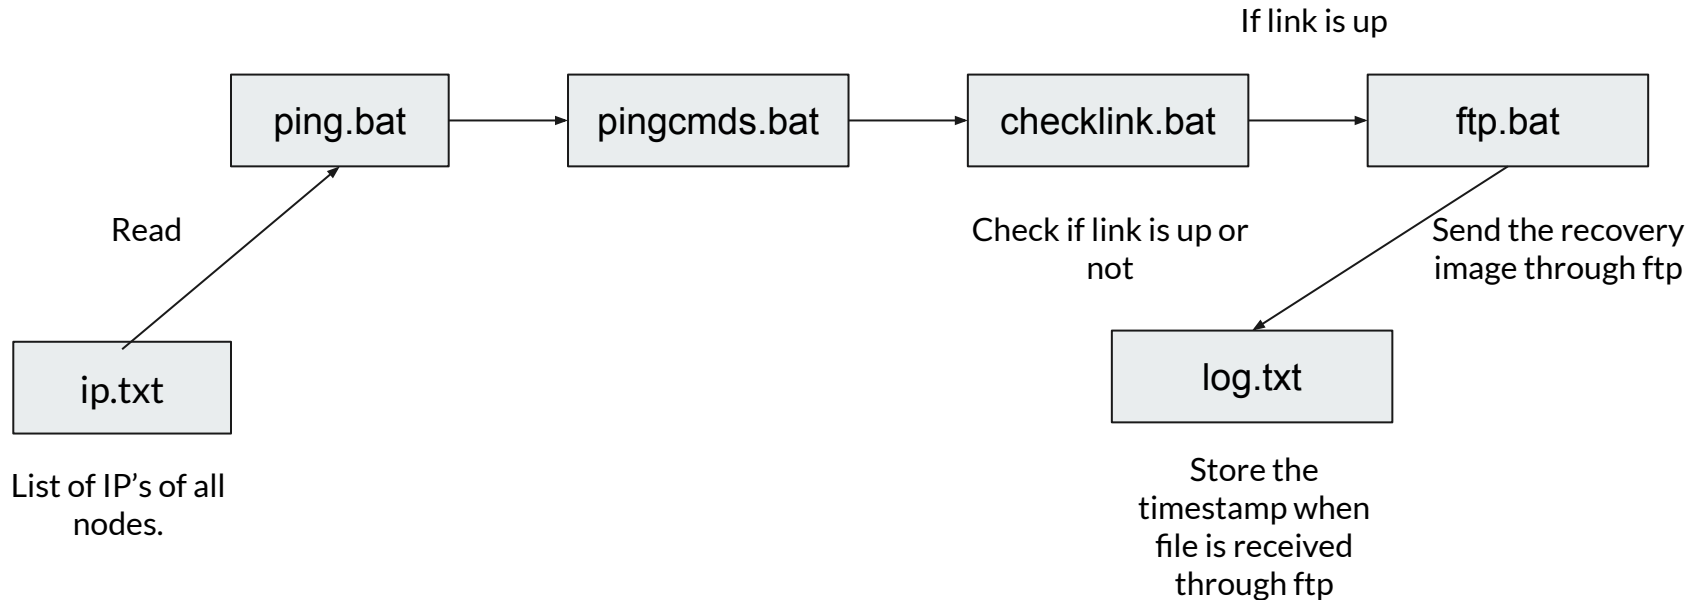 If link is up
ping.bat
pingcmds.bat
checklink.bat
ftp.bat
Read
Check if link is up or
not
Send the recovery
image through ftp
ip.txt
log.txt
List of IP’s of all
nodes.
Store the
timestamp when
file is received
through ftp